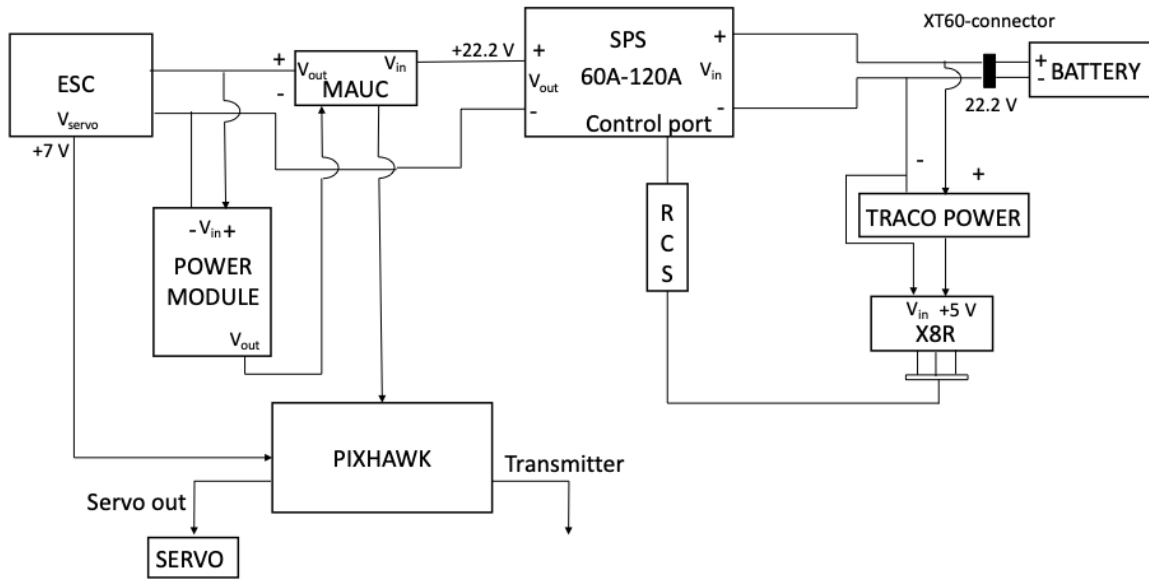 XT60-connector
ESC
V_servo
+7 V
+
-
V_out
V_in
MAUC
+22.2 V
SPS
60A-120A
+
V_out
-
+
V_in
-
Control port
+
-
BATTERY
22.2 V
-
+
TRACO POWER
R
C
S
V_in +5 V
X8R
- V_in +
POWER
MODULE
V_out
PIXHAWK
Transmitter
Servo out
SERVO